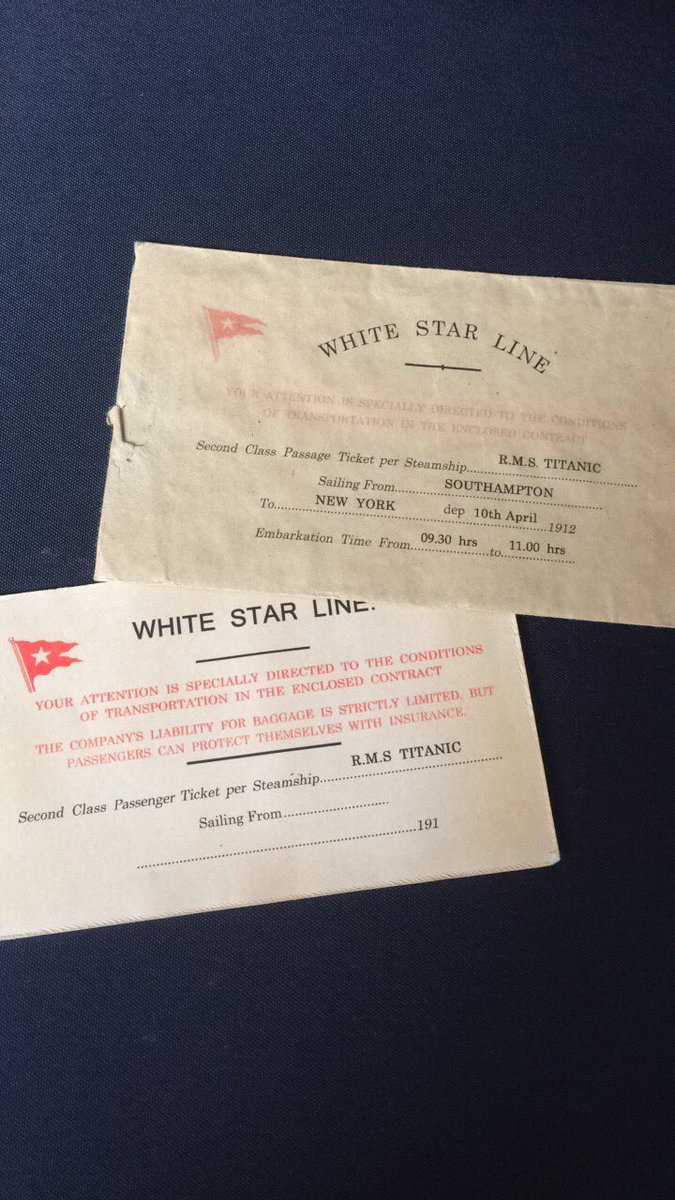 WHITE STAR LINE
YOUR ATTENTION IS SPECIALLY DIRECTED TO THE CONDITIONS
OF TRANSPORTATION IN THE ENCLOSED CONTRACT
Second Class Passage Ticket per Steamship..........R.M.S. TITANIC
Sailing From..........SOUTHAMPTON
To..........NEW YORK dep 10th April 1912
Embarkation Time From 09.30 hrs to 11.00 hrs
WHITE STAR LINE.
YOUR ATTENTION IS SPECIALLY DIRECTED TO THE CONDITIONS
OF TRANSPORTATION IN THE ENCLOSED CONTRACT
THE COMPANY'S LIABILITY FOR BAGGAGE IS STRICTLY LIMITED, BUT
PASSENGERS CAN PROTECT THEMSELVES WITH INSURANCE.
Second Class Passenger Ticket per Steamship..........R.M.S TITANIC
Sailing From..........
..........191